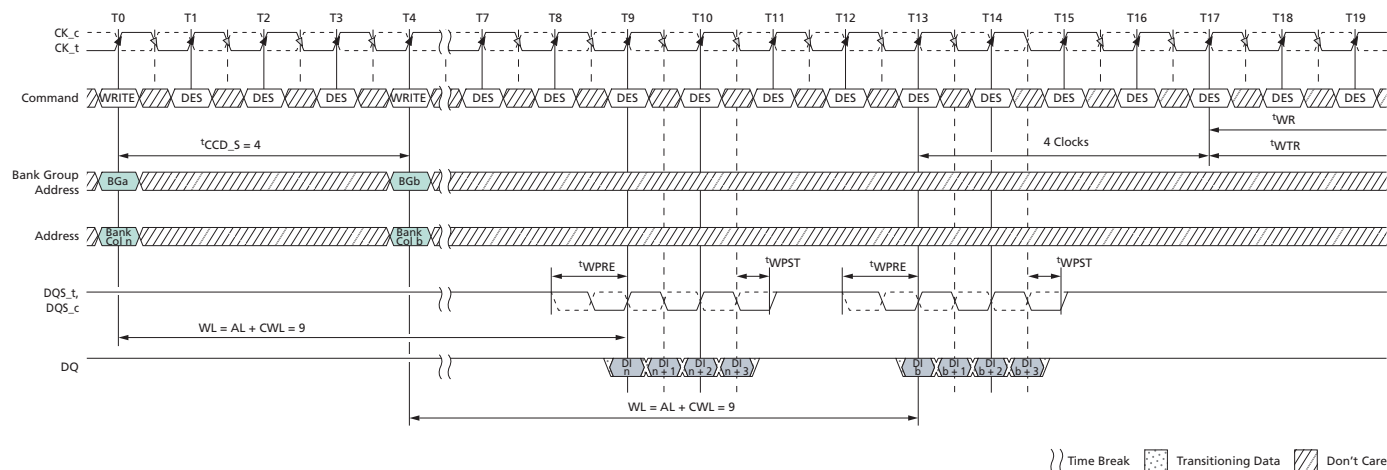 T0 T1 T2 T3 T4 T7 T8 T9 T10 T11 T12 T13 T14 T15 T16 T17 T18 T19
CK_c
CK_t
Command WRITE DES DES DES WRITE DES DES DES DES DES DES DES DES DES DES DES DES DES
tWR
tCCD_S = 4 4 Clocks tWTR
Bank Group
Address BGa BGb
Address Bank
Col n Bank
Col b
tWPRE tWPST tWPRE tWPST
DQS_t,
DQS_c
WL = AL + CWL = 9
DQ DI
n DI
n + 1 DI
n + 2 DI
n + 3 DI
b DI
b + 1 DI
b + 2 DI
b + 3
WL = AL + CWL = 9
Time Break Transitioning Data Don't Care